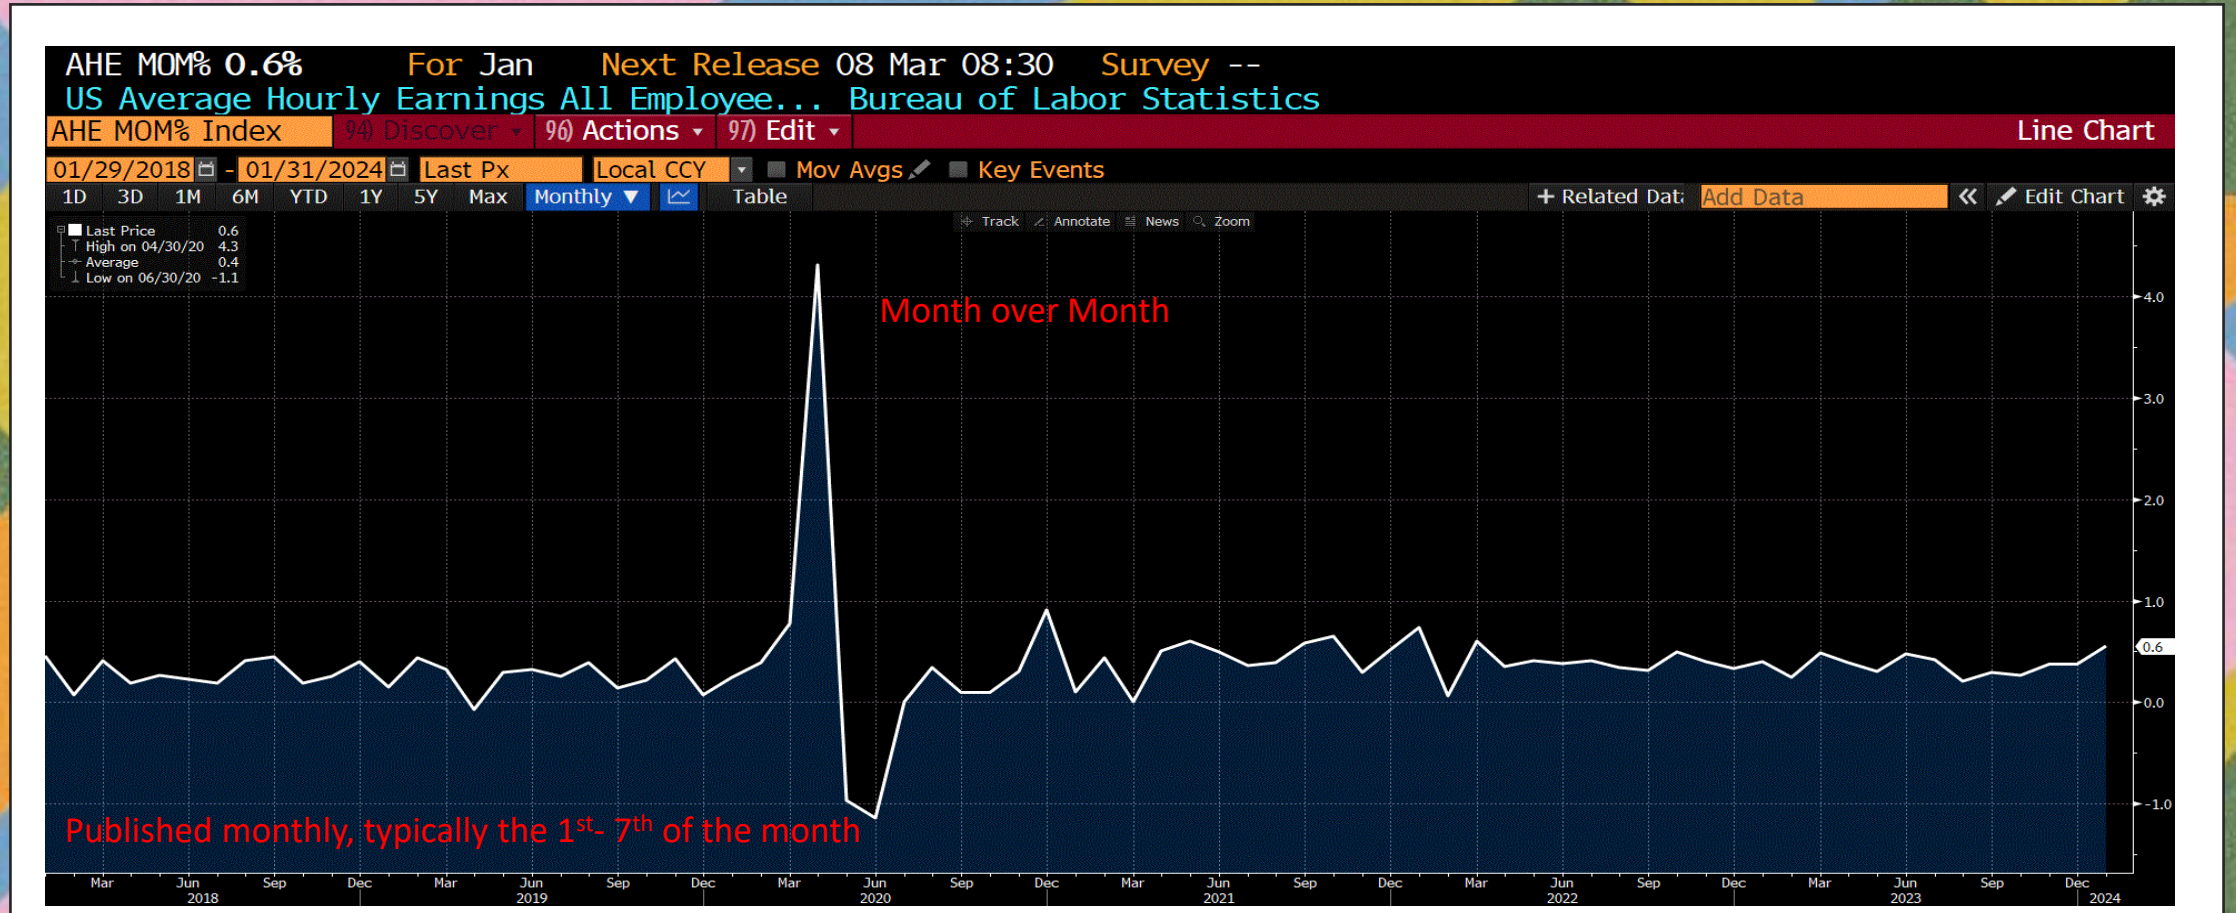 AHE MOM% 0.6% For Jan Next Release 08 Mar 08:30 Survey --
US Average Hourly Earnings All Employee... Bureau of Labor Statistics
AHE MOM% Index 94) Discover 96) Actions 97) Edit Line Chart
01/29/2018 - 01/31/2024 Last Px Local CCY Mov Avgs Key Events
1D 3D 1M 6M YTD 1Y 5Y Max Monthly ▼ Table + Related Dat: Add Data « Edit Chart
Track Annotate News Zoom
Last Price 0.6
High on 04/30/20 4.3
Average 0.4
Low on 06/30/20 -1.1
Month over Month
4.0
3.0
2.0
1.0
0.6
0.0
-1.0
Published monthly, typically the 1st- 7th of the month
Mar Jun Sep Dec Mar Jun Sep Dec Mar Jun Sep Dec Mar Jun Sep Dec Mar Jun Sep Dec Mar Jun Sep Dec
2018 2019 2020 2021 2022 2023 2024